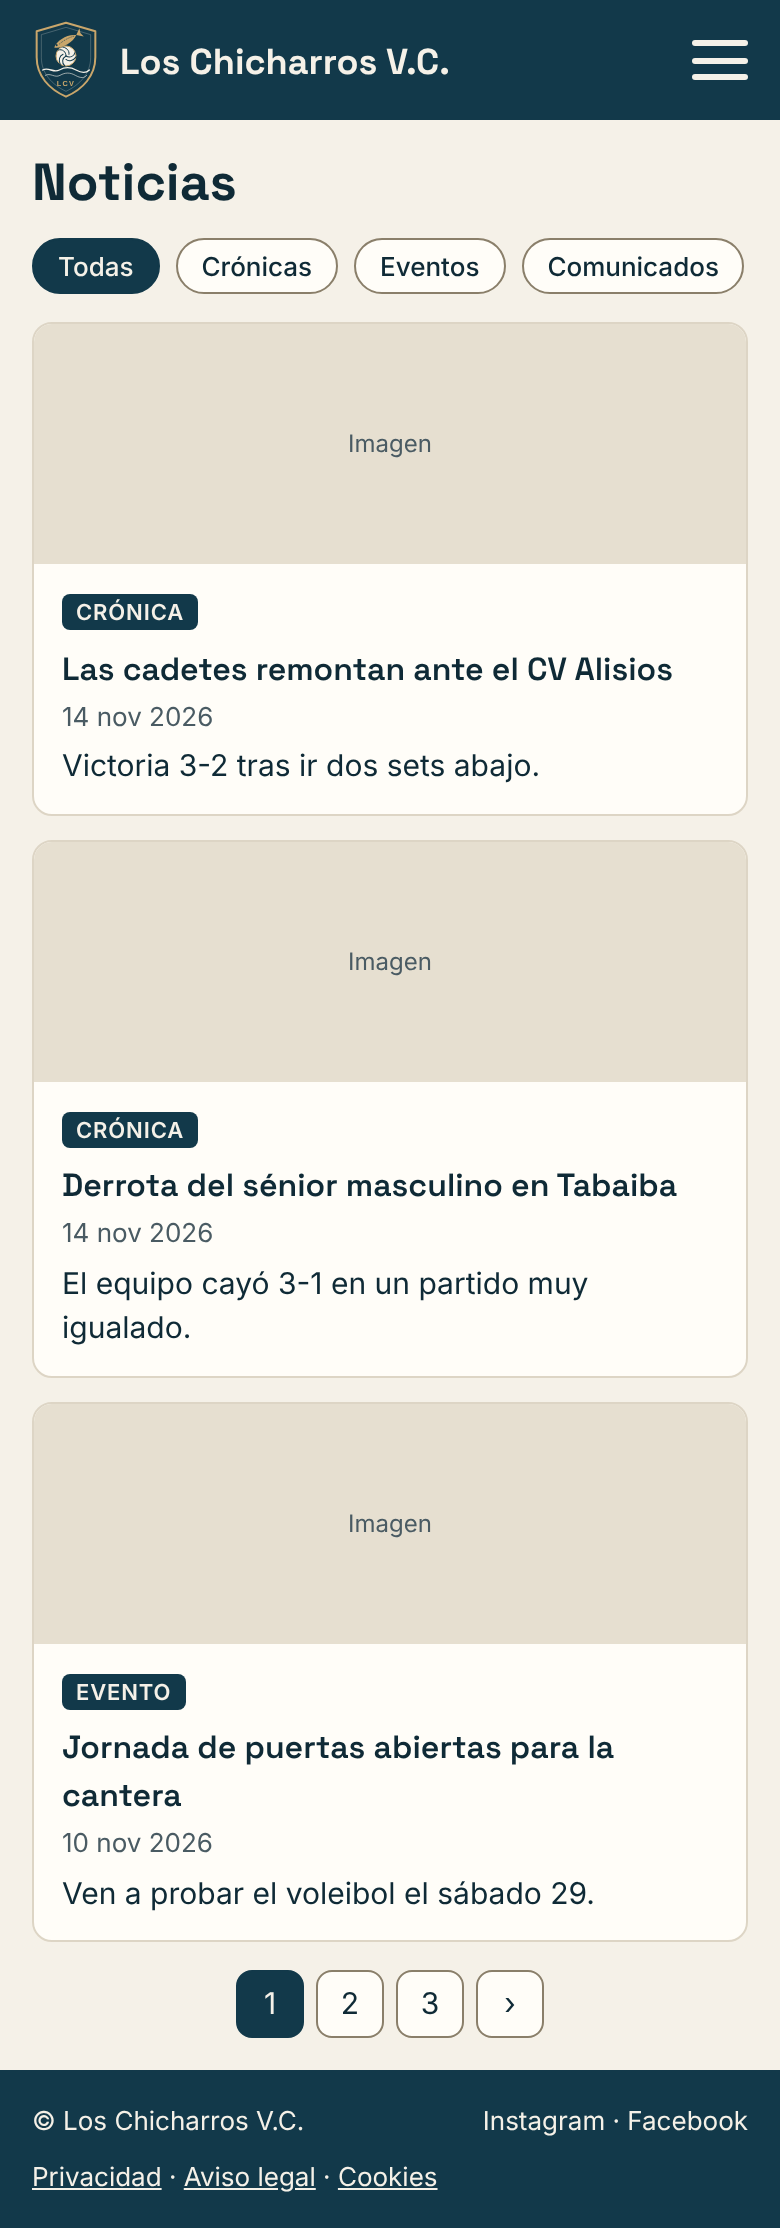 LCV
Los Chicharros V.C.
Noticias
Todas
Crónicas
Eventos
Comunicados
Imagen
CRÓNICA
Las cadetes remontan ante el CV Alisios
14 nov 2026
Victoria 3-2 tras ir dos sets abajo.
Imagen
CRÓNICA
Derrota del sénior masculino en Tabaiba
14 nov 2026
El equipo cayó 3-1 en un partido muy
igualado.
Imagen
EVENTO
Jornada de puertas abiertas para la
cantera
10 nov 2026
Ven a probar el voleibol el sábado 29.
1 2 3 ›
© Los Chicharros V.C.
Instagram · Facebook
Privacidad · Aviso legal · Cookies